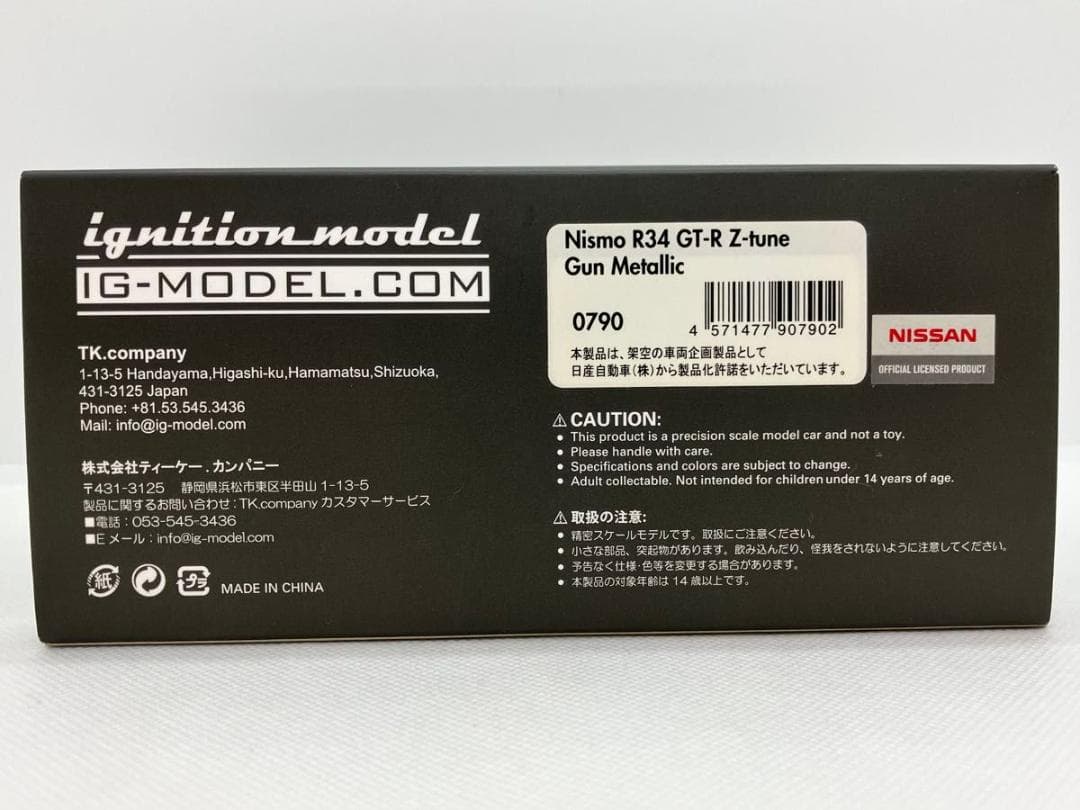 ignition model
IG-MODEL.COM
TK.company
1-13-5 Handayama,Higashi-ku,Hamamatsu,Shizuoka,
431-3125 Japan
Phone: +81.53.545.3436
Mail: info@ig-model.com
株式会社ティーケー.カンパニー
〒431-3125 静岡県浜松市東区半田山 1-13-5
製品に関するお問い合わせ：TK.company カスタマーサービス
■電話：053-545-3436
■E メール：info@ig-model.com
紙
プラ
MADE IN CHINA
Nismo R34 GT-R Z-tune
Gun Metallic
0790
4 571477 907902
本製品は、架空の車両企画製品として
日産自動車(株)から製品化許諾をいただいています。
NISSAN
OFFICIAL LICENSED PRODUCT
⚠ CAUTION:
● This product is a precision scale model car and not a toy.
● Please handle with care.
● Specifications and colors are subject to change.
● Adult collectable. Not intended for children under 14 years of age.
⚠ 取扱の注意:
● 精密スケールモデルです。取扱にご注意ください。
● 小さな部品、突起物があります。飲み込んだり、怪我をされないように注意してください。
● 予告なく仕様･色等を変更する場合があります。
● 本製品の対象年齢は 14 歳以上です。